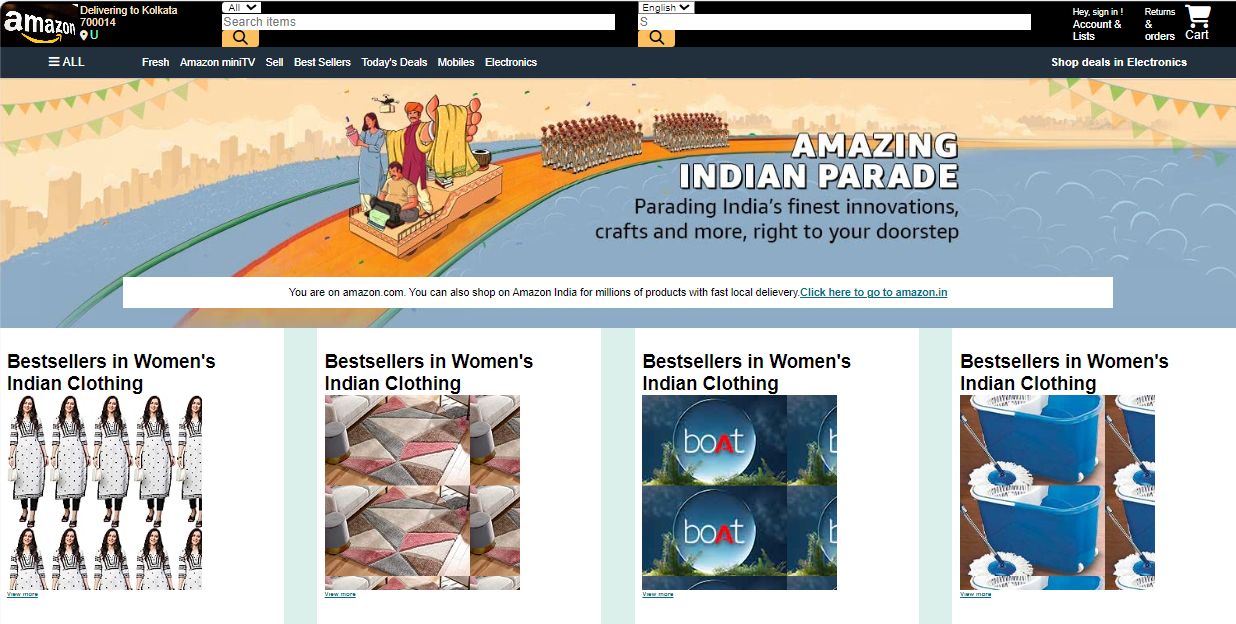 amazon
Delivering to Kolkata
700014
U
All
Search items
English
S
Hey, sign in !
Account &
Lists
Returns
&
orders
Cart
ALL
Fresh Amazon miniTV Sell Best Sellers Today's Deals Mobiles Electronics
Shop deals in Electronics
AMAZING
INDIAN PARADE
Parading India's finest innovations,
crafts and more, right to your doorstep
You are on amazon.com. You can also shop on Amazon India for millions of products with fast local delievery.Click here to go to amazon.in
Bestsellers in Women's
Indian Clothing
View more
Bestsellers in Women's
Indian Clothing
View more
Bestsellers in Women's
Indian Clothing
boAt
b
boAt
b
View more
Bestsellers in Women's
Indian Clothing
View more